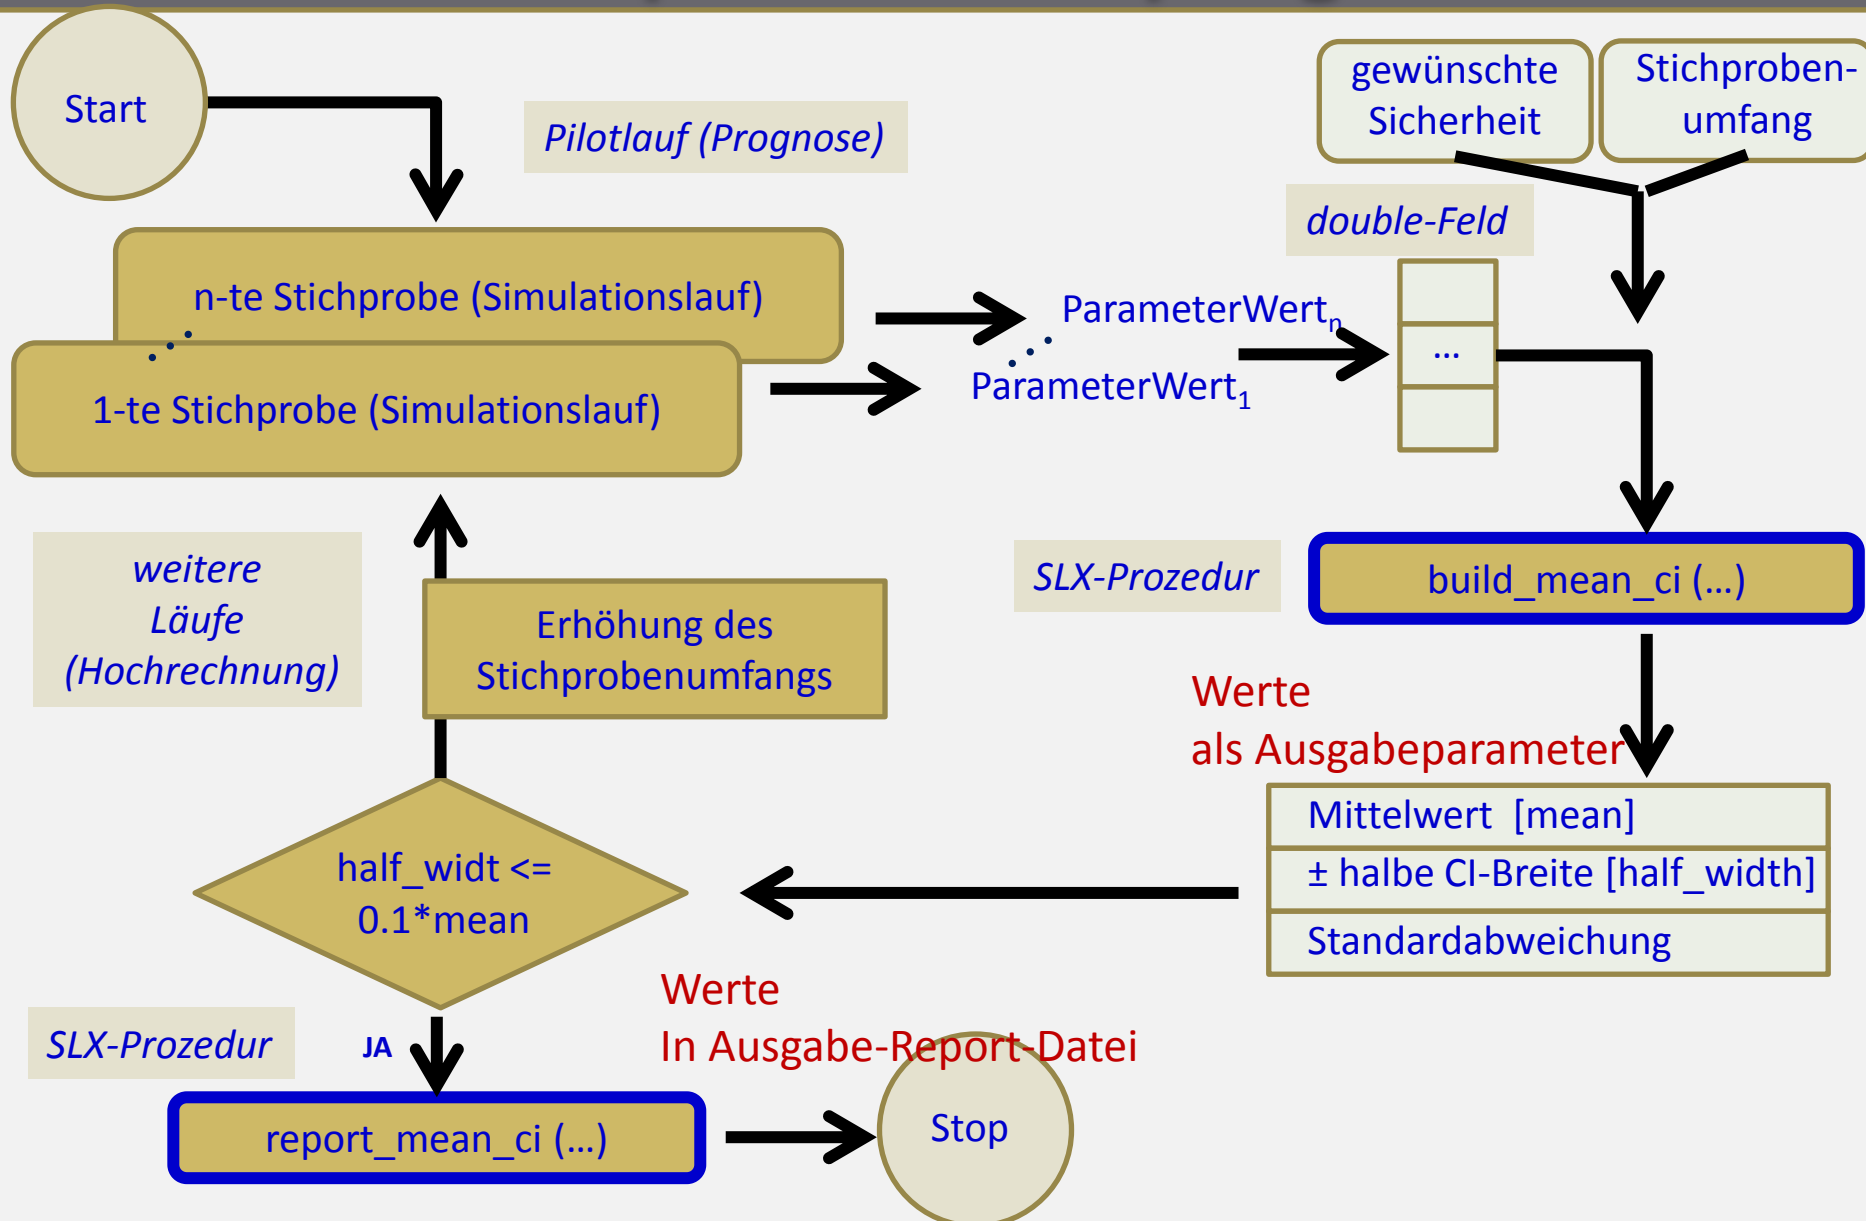 Start
Pilotlauf (Prognose)
gewünschte
Sicherheit
Stichproben-
umfang
double-Feld
n-te Stichprobe (Simulationslauf)
1-te Stichprobe (Simulationslauf)
ParameterWertn
ParameterWert1
...
weitere
Läufe
(Hochrechnung)
Erhöhung des
Stichprobenumfangs
SLX-Prozedur
build_mean_ci (...)
Werte
als Ausgabeparameter
Mittelwert [mean]
± halbe CI-Breite [half_width]
Standardabweichung
half_widt <=
0.1*mean
SLX-Prozedur
JA
Werte
In Ausgabe-Report-Datei
report_mean_ci (...)
Stop